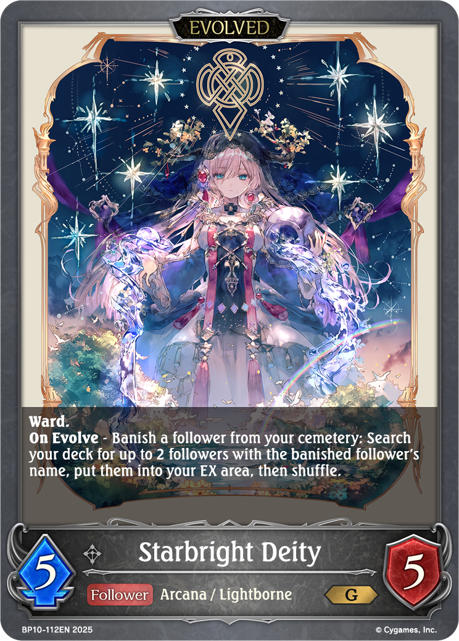 EVOLVED
Ward.
On Evolve - Banish a follower from your cemetery: Search
your deck for up to 2 followers with the banished follower's
name, put them into your EX area, then shuffle.
5
Starbright Deity
5
Follower
Arcana / Lightborne
G
BP10-112EN 2025
© Cygames, Inc.